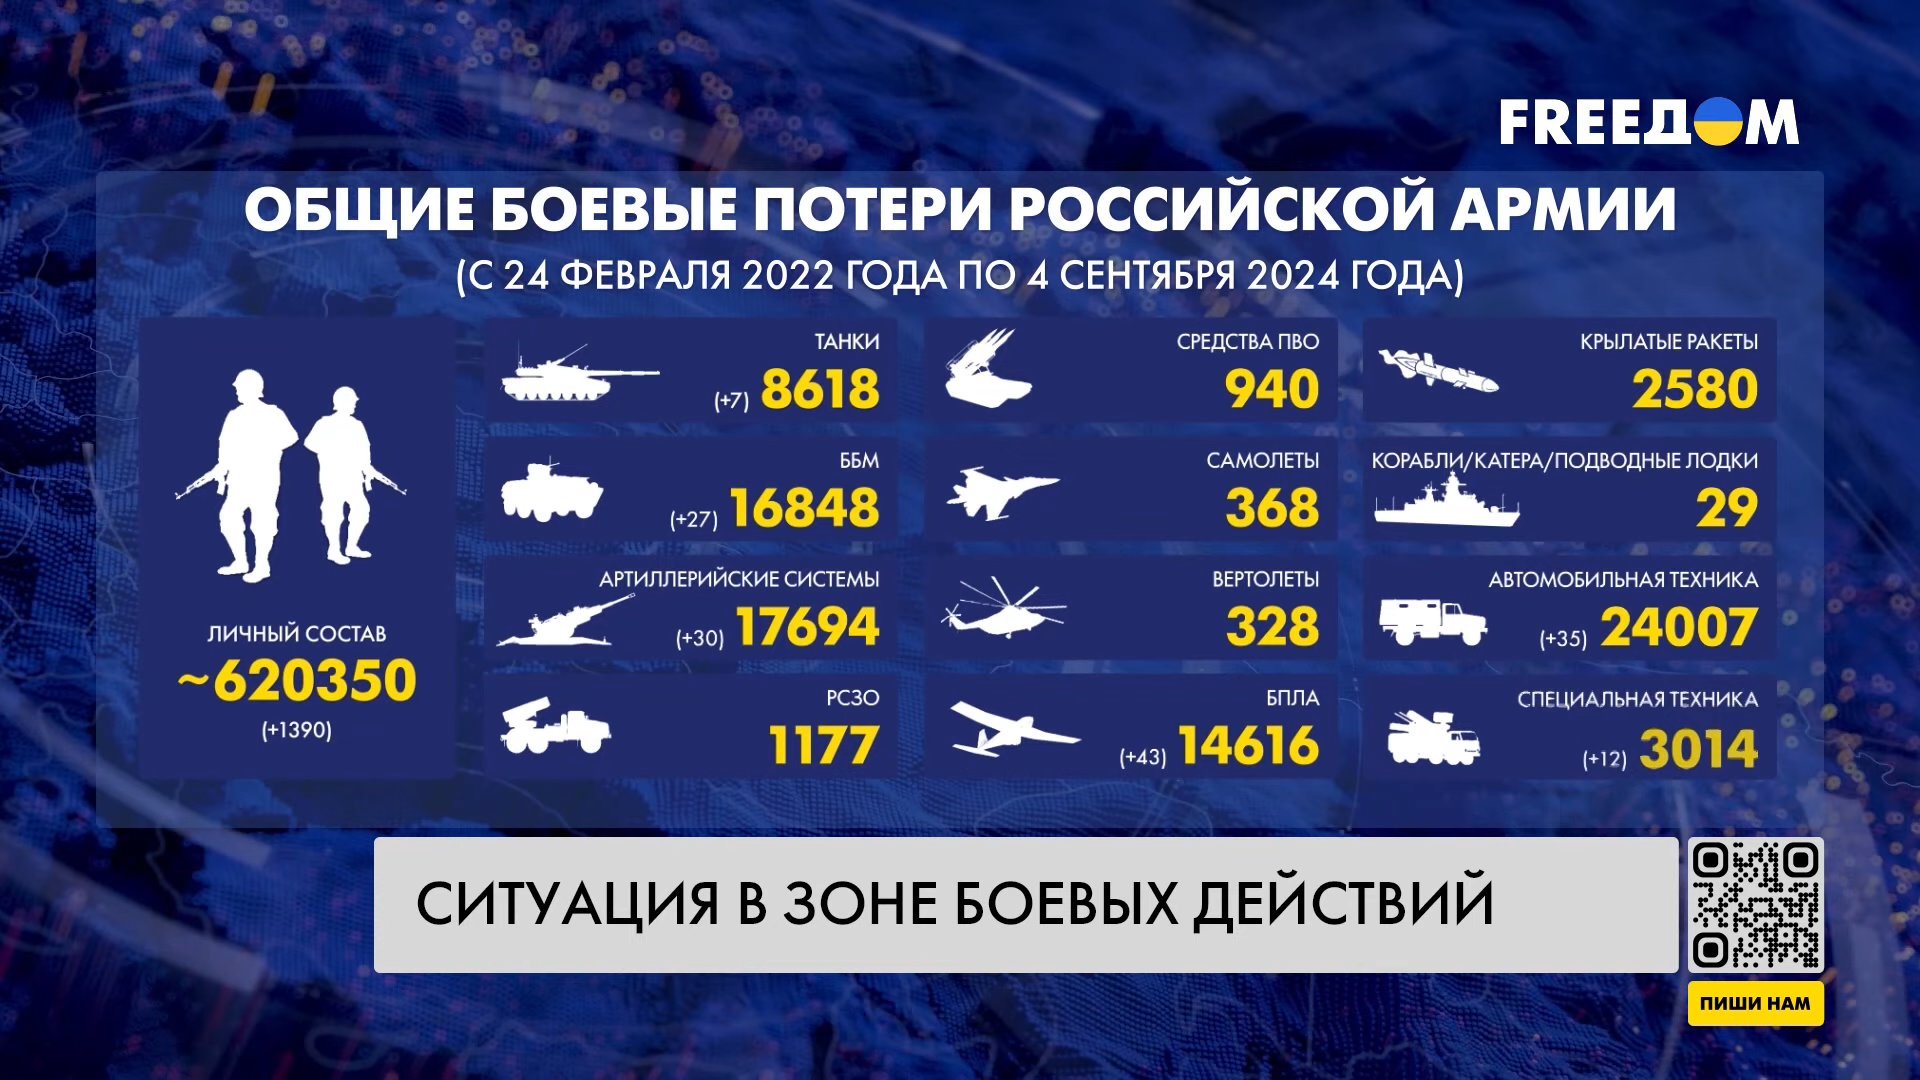 FREEДOM
ОБЩИЕ БОЕВЫЕ ПОТЕРИ РОССИЙСКОЙ АРМИИ
(С 24 ФЕВРАЛЯ 2022 ГОДА ПО 4 СЕНТЯБРЯ 2024 ГОДА)
ЛИЧНЫЙ СОСТАВ
~620350
(+1390)
ТАНКИ
(+7) 8618
ББМ
(+27) 16848
АРТИЛЛЕРИЙСКИЕ СИСТЕМЫ
(+30) 17694
РСЗО
1177
СРЕДСТВА ПВО
940
САМОЛЕТЫ
368
ВЕРТОЛЕТЫ
328
БПЛА
(+43) 14616
КРЫЛАТЫЕ РАКЕТЫ
2580
КОРАБЛИ/КАТЕРА/ПОДВОДНЫЕ ЛОДКИ
29
АВТОМОБИЛЬНАЯ ТЕХНИКА
(+35) 24007
СПЕЦИАЛЬНАЯ ТЕХНИКА
(+12) 3014
СИТУАЦИЯ В ЗОНЕ БОЕВЫХ ДЕЙСТВИЙ
ПИШИ НАМ